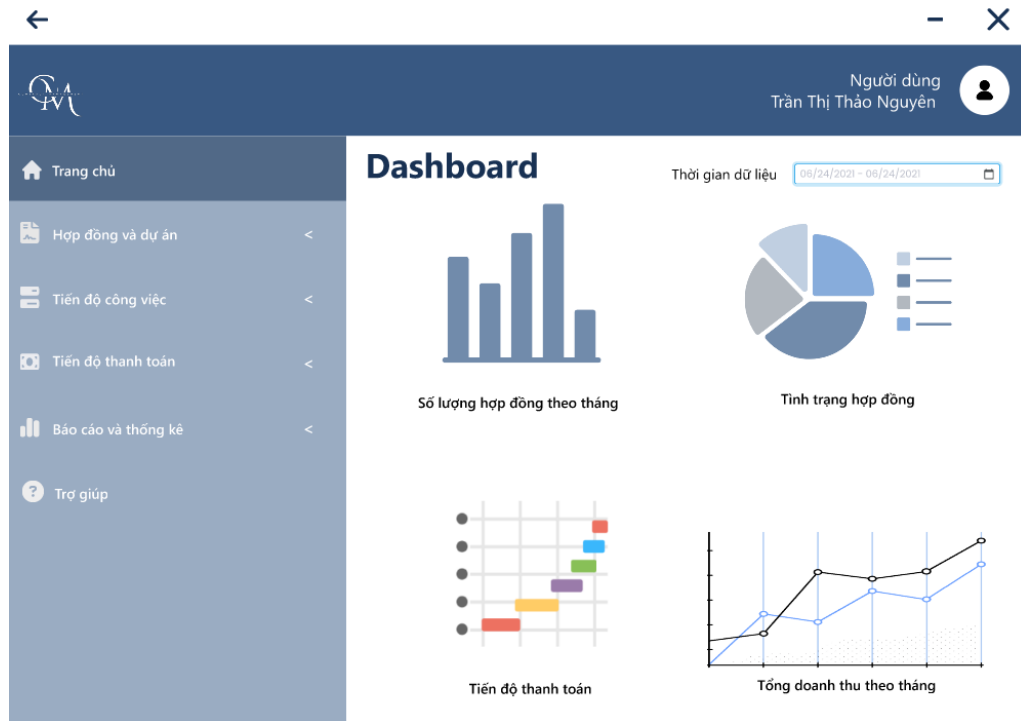 Người dùng
Trần Thị Thảo Nguyên
Trang chủ
Hợp đồng và dự án <
Tiến độ công việc <
Tiến độ thanh toán <
Báo cáo và thống kê <
Trợ giúp
Dashboard
Thời gian dữ liệu 06/24/2021 - 06/24/2021
Số lượng hợp đồng theo tháng
Tình trạng hợp đồng
Tiến độ thanh toán
Tổng doanh thu theo tháng